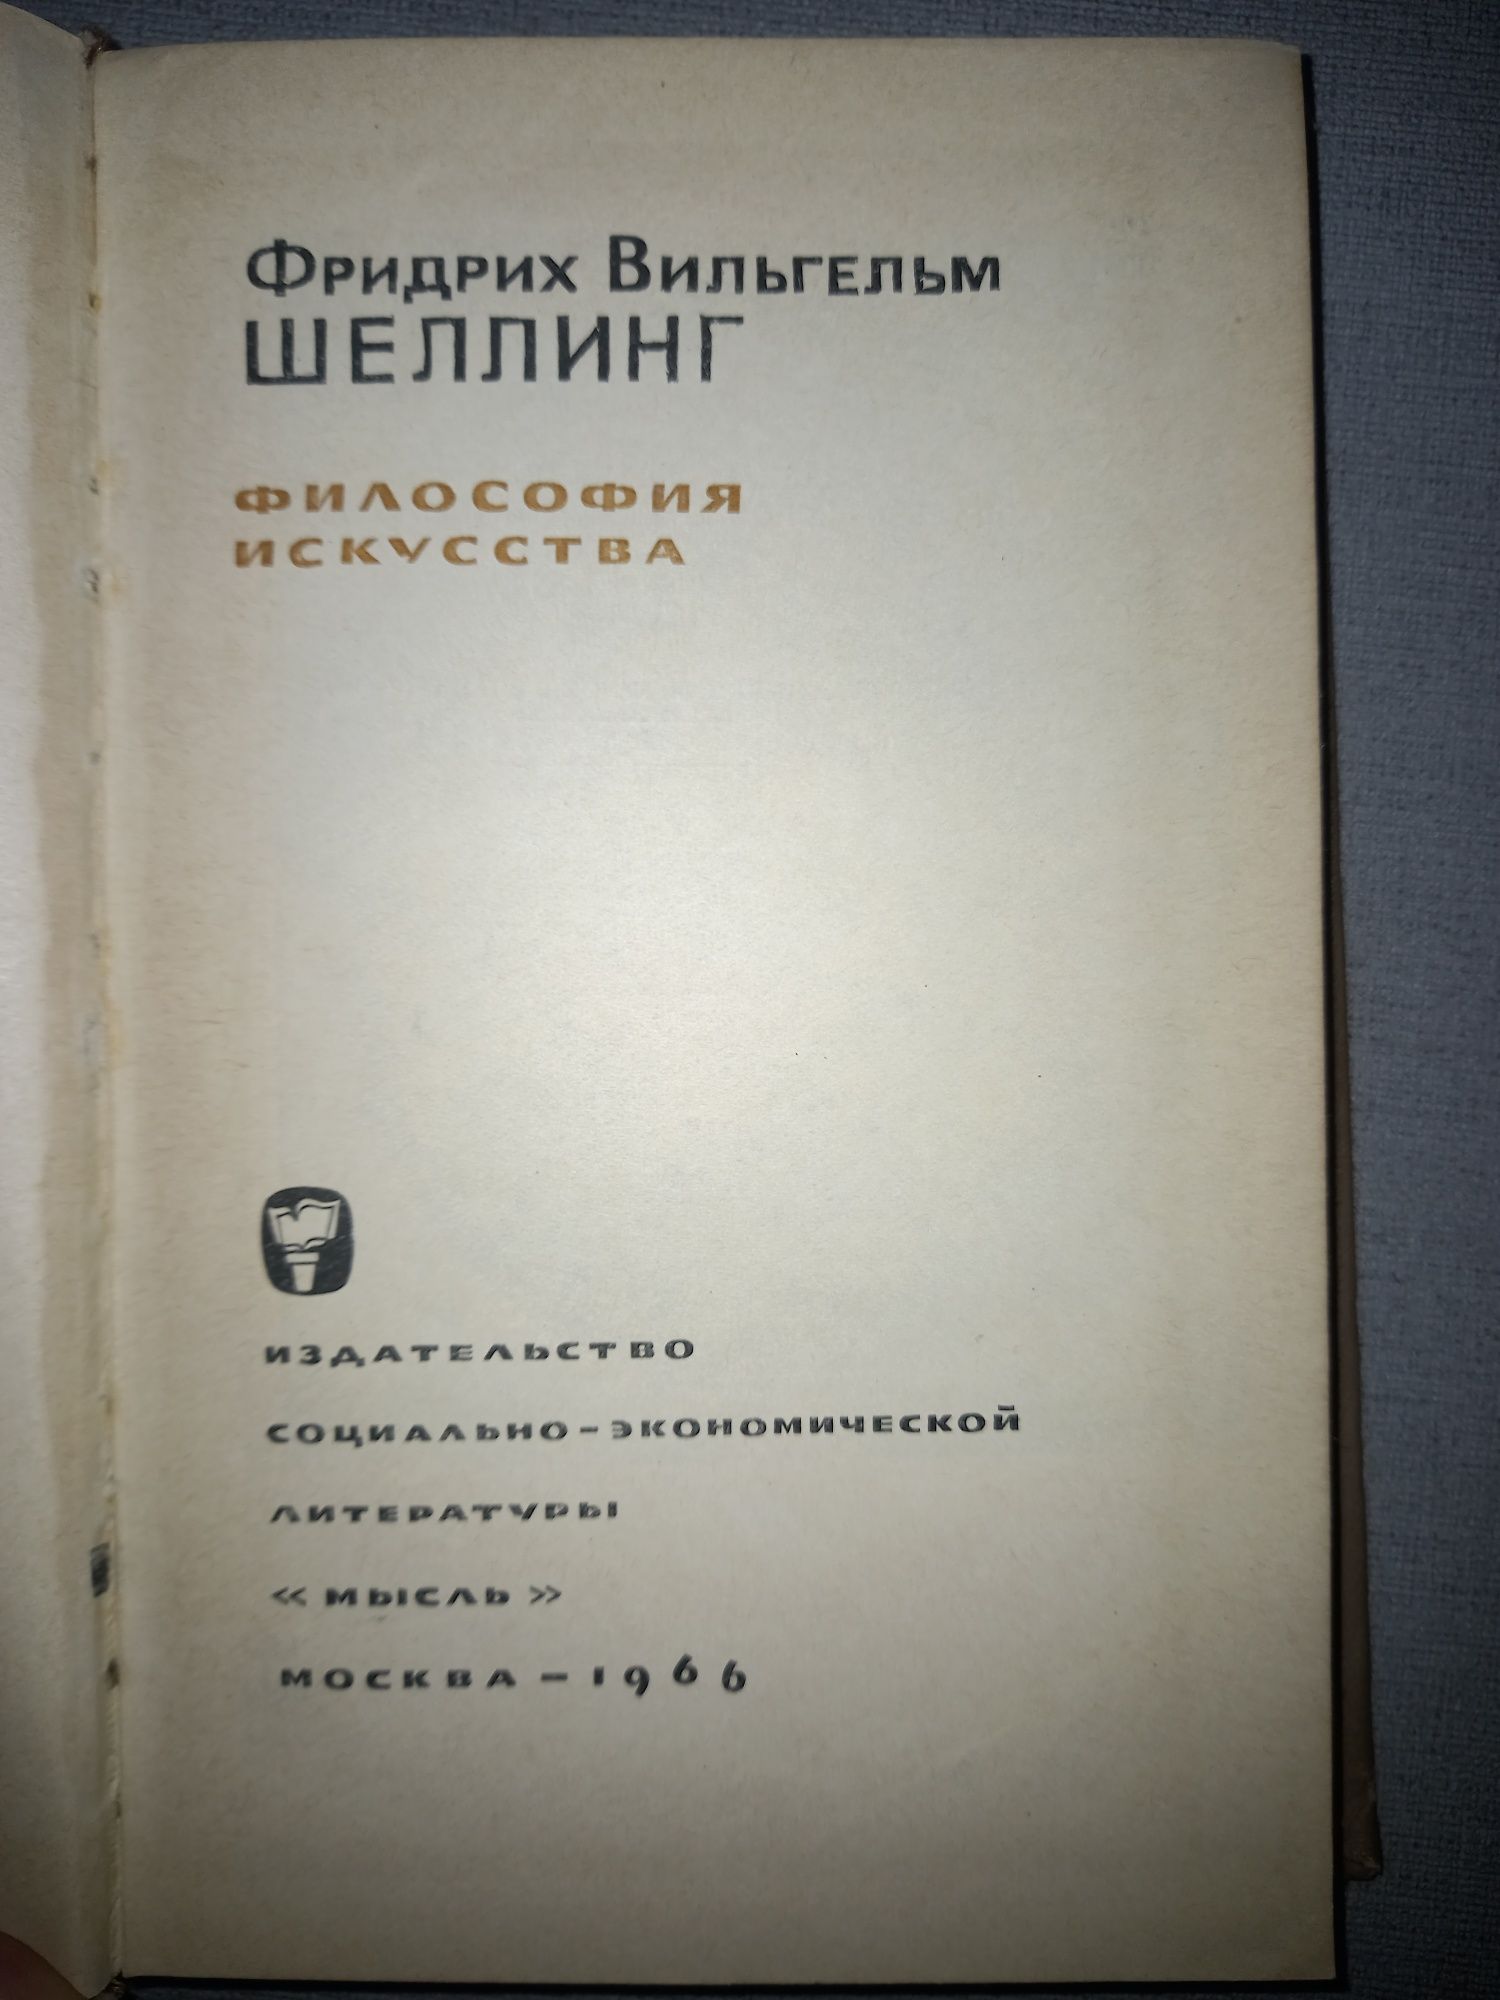 Фридрих Вильгельм
ШЕЛЛИНГ
ФИЛОСОФИЯ
ИСКУССТВА
ИЗДАТЕЛЬСТВО
СОЦИАЛЬНО-ЭКОНОМИЧЕСКОЙ
ЛИТЕРАТУРЫ
«МЫСЛЬ»
МОСКВА-1966